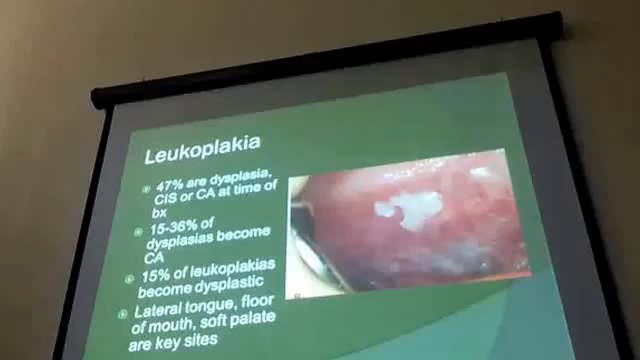 Leukoplakia
47% are dysplasia,
CIS or CA at time of
bx
15-36% of
dysplasias become
CA
15% of leukoplakias
become dysplastic
Lateral tongue, floor
of mouth, soft palate
are key sites